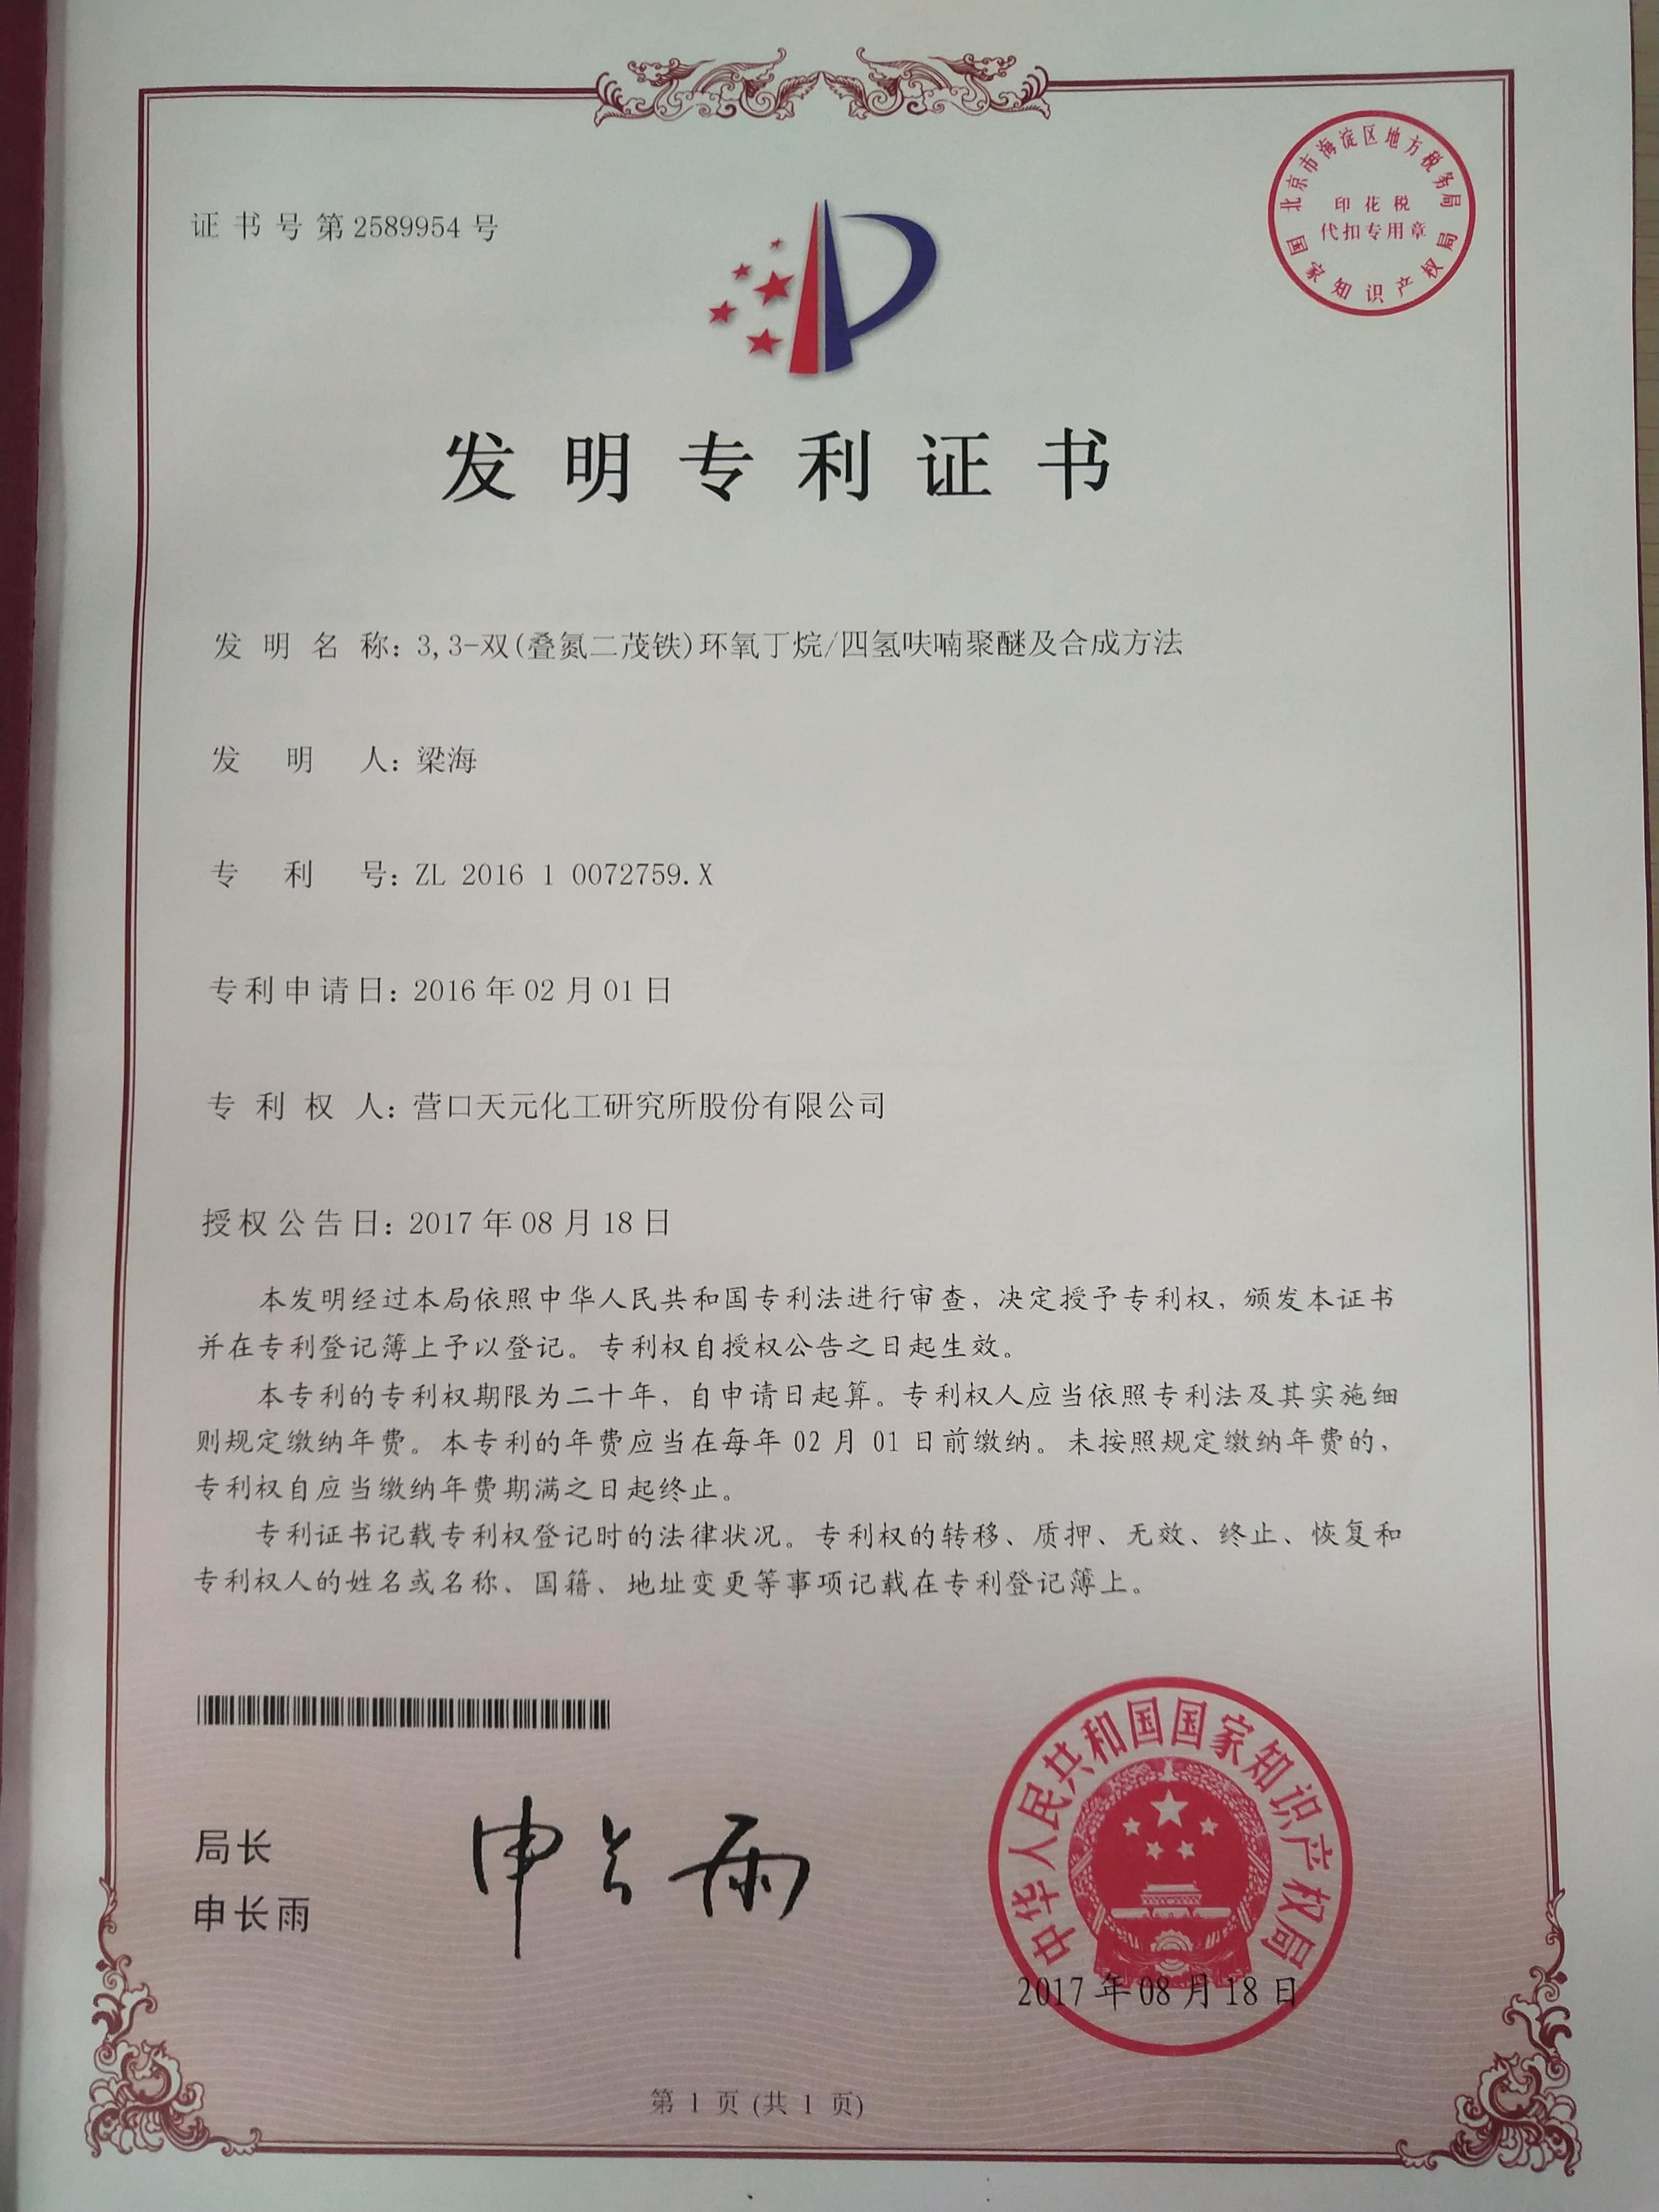 证书号第2589954号
北京市海淀区地方税务局
印花税
代扣专用章
国家知识产权局
发明专利证书
发明名称：3,3-双(叠氮二茂铁)环氧丁烷/四氢呋喃聚醚及合成方法
发明人：梁海
专利号：ZL 2016 1 0072759.X
专利申请日：2016年02月01日
专利权人：营口天元化工研究所股份有限公司
授权公告日：2017年08月18日
本发明经过本局依照中华人民共和国专利法进行审查，决定授予专利权，颁发本证书
并在专利登记簿上予以登记。专利权自授权公告之日起生效。
本专利的专利权期限为二十年，自申请日起算。专利权人应当依照专利法及其实施细
则规定缴纳年费。本专利的年费应当在每年02月01日前缴纳。未按照规定缴纳年费的，
专利权自应当缴纳年费期满之日起终止。
专利证书记载专利权登记时的法律状况。专利权的转移、质押、无效、终止、恢复和
专利权人的姓名或名称、国籍、地址变更等事项记载在专利登记簿上。
局长
申长雨
申长雨
中华人民共和国国家知识产权局
2017年08月18日
第 1 页 (共 1 页)